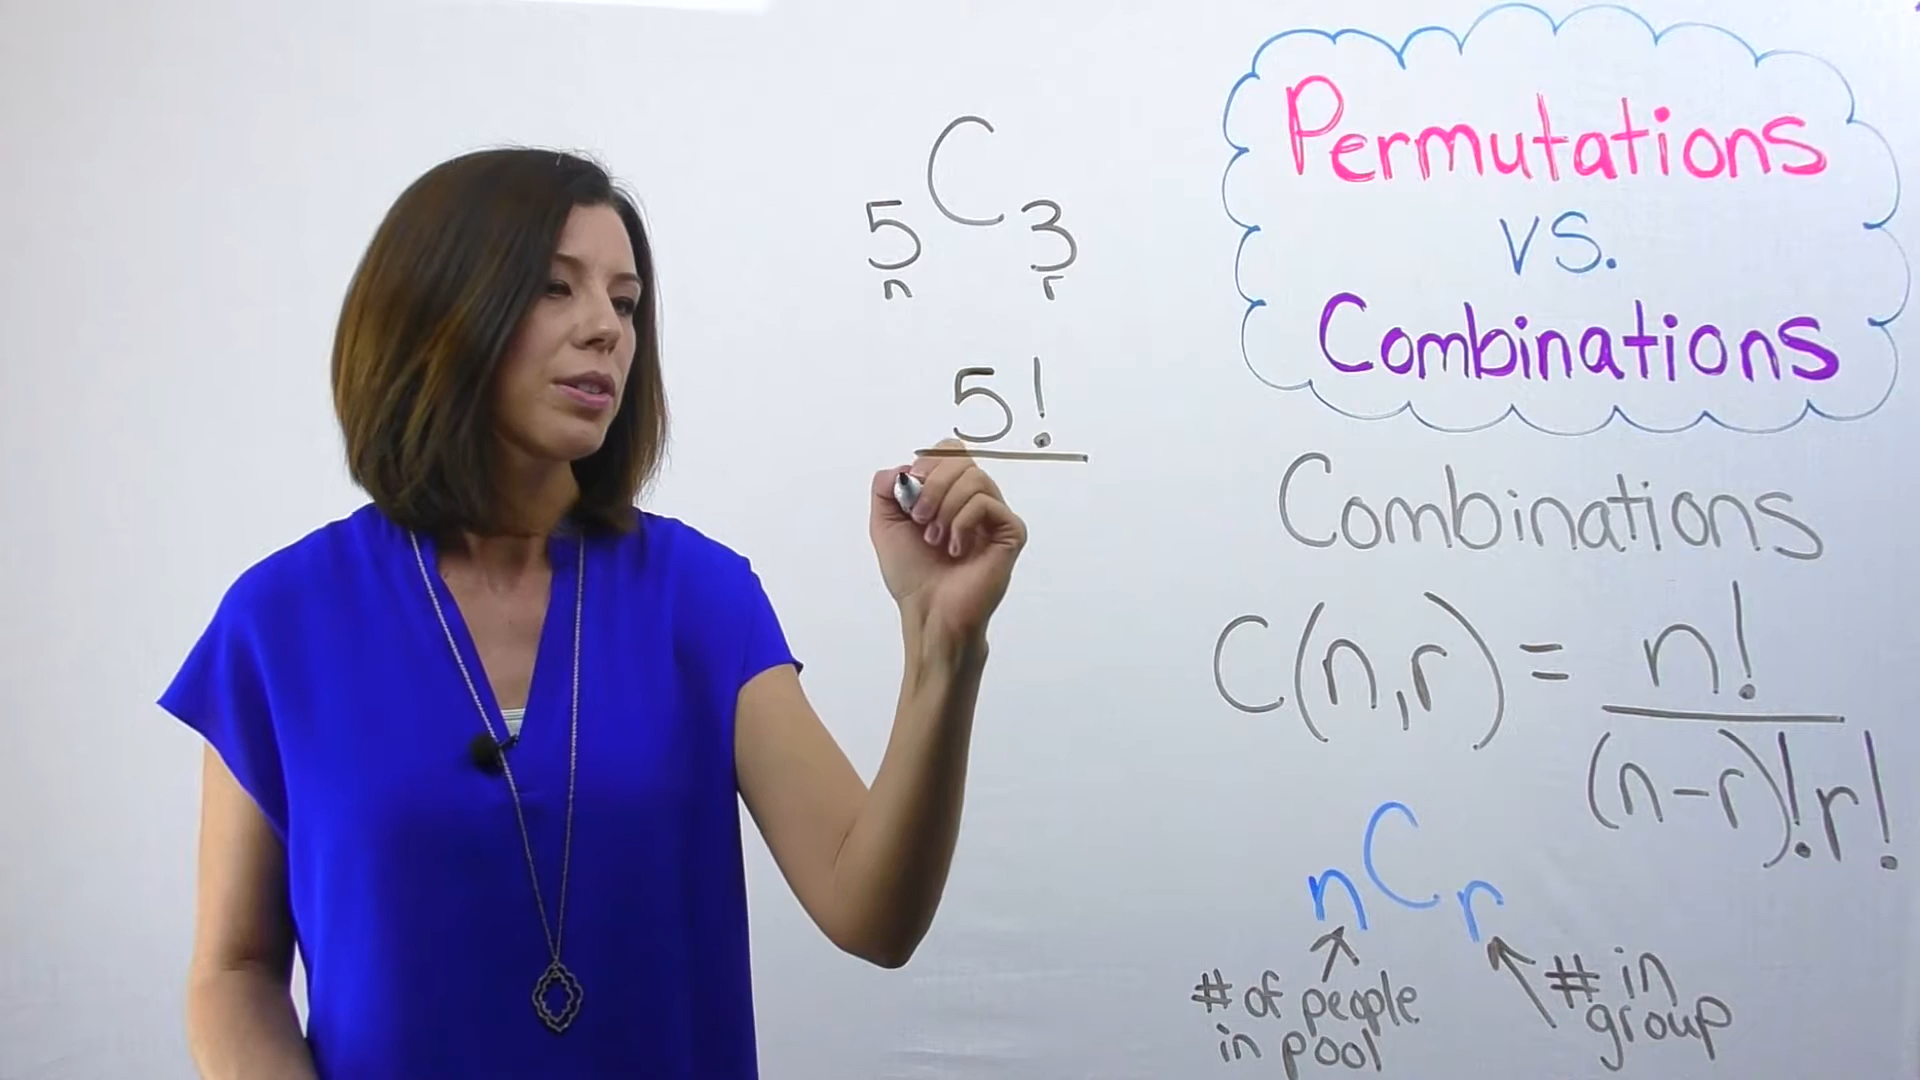 5C3
n r
5!
Permutations
vs.
Combinations
Combinations
C(n,r) = n!
(n-r)!r!
nCr
# of people
in pool
# in
group